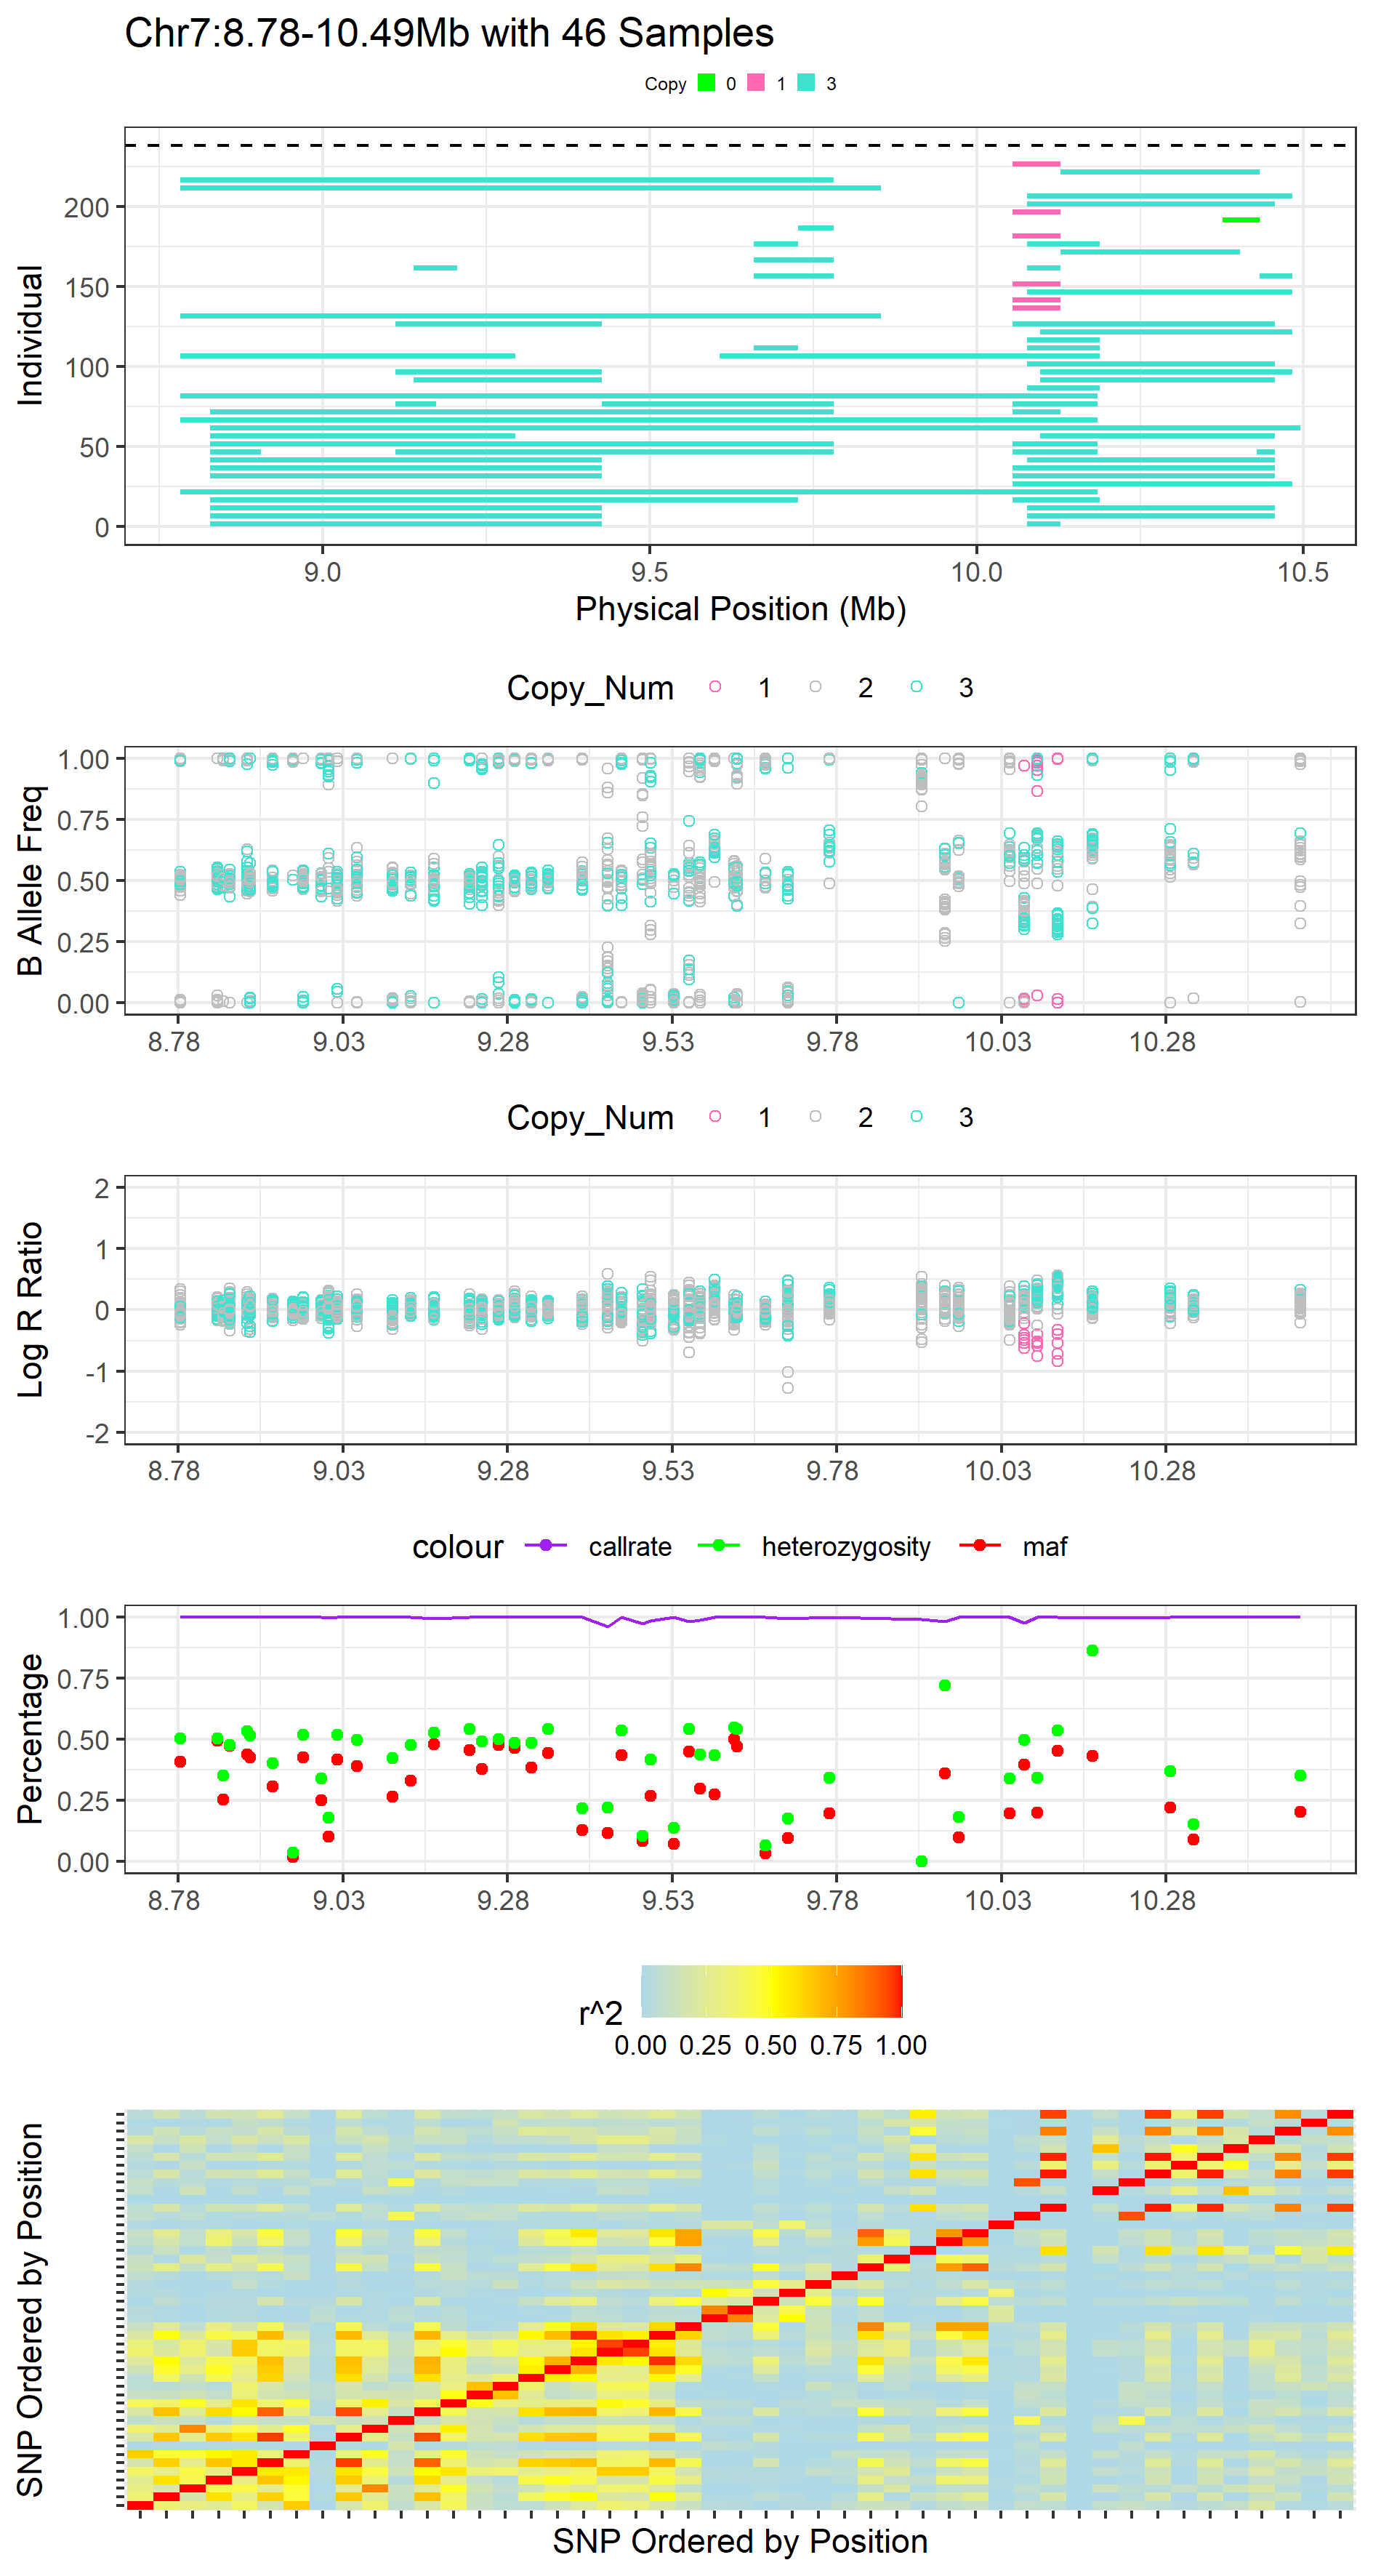 Chr7:8.78-10.49Mb with 46 Samples
Copy 0 1 3
Individual
200
150
100
50
0
9.0 9.5 10.0 10.5
Physical Position (Mb)
Copy_Num 1 2 3
B Allele Freq
1.00
0.75
0.50
0.25
0.00
8.78 9.03 9.28 9.53 9.78 10.03 10.28
Copy_Num 1 2 3
Log R Ratio
2
1
0
-1
-2
8.78 9.03 9.28 9.53 9.78 10.03 10.28
colour callrate heterozygosity maf
Percentage
1.00
0.75
0.50
0.25
0.00
8.78 9.03 9.28 9.53 9.78 10.03 10.28
r^2
0.00 0.25 0.50 0.75 1.00
SNP Ordered by Position
SNP Ordered by Position